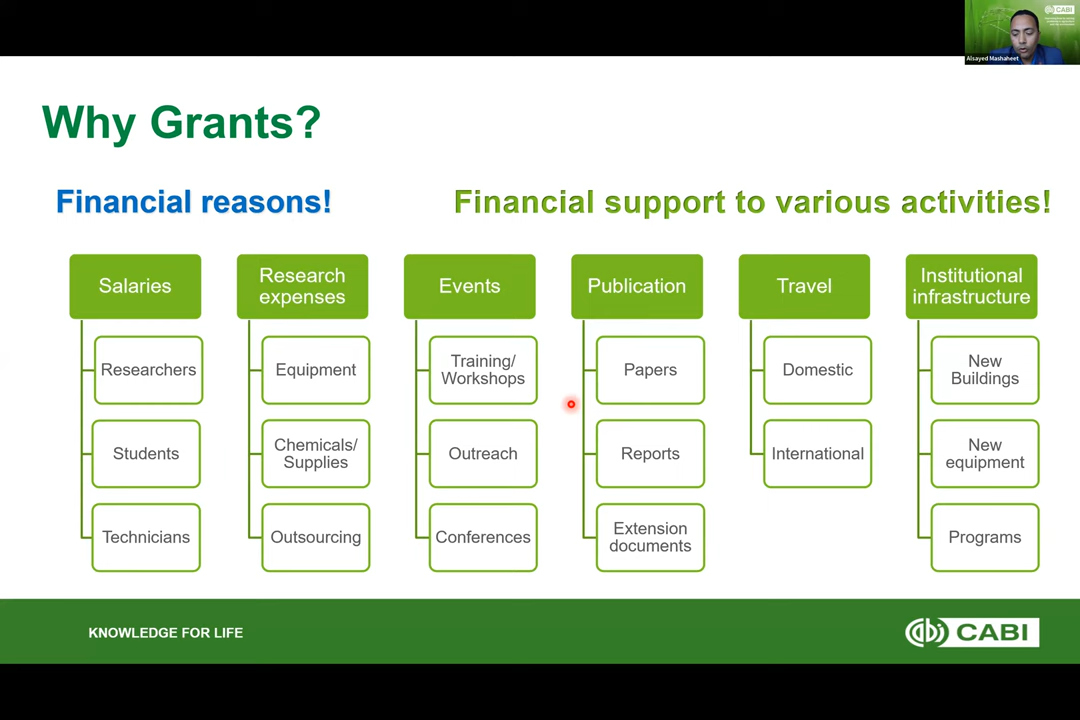 CABI
Alsayed Mashaheet
Why Grants?
Financial reasons!
Financial support to various activities!
Salaries
Researchers
Students
Technicians
Research
expenses
Equipment
Chemicals/
Supplies
Outsourcing
Events
Training/
Workshops
Outreach
Conferences
Publication
Papers
Reports
Extension
documents
Travel
Domestic
International
Institutional
infrastructure
New
Buildings
New
equipment
Programs
KNOWLEDGE FOR LIFE
CABI